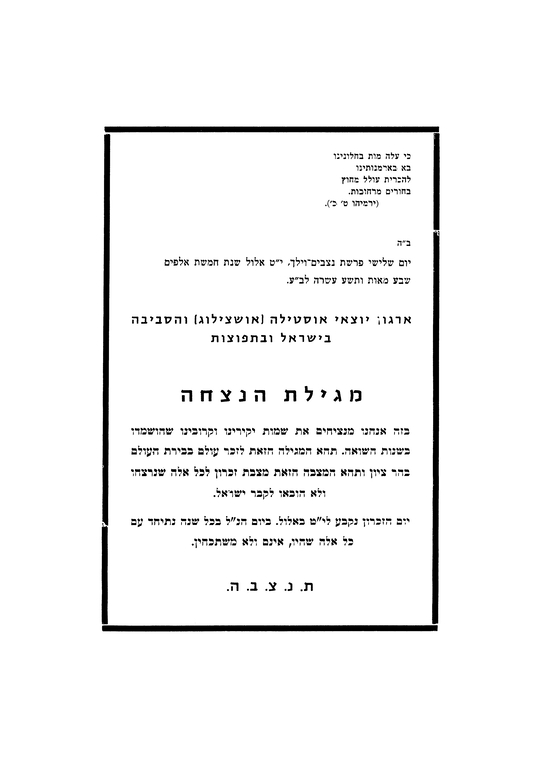 כי עלה מות בחלונינו
בא בארמנותינו
להכרית עולל מחוץ
בחורים מרחובות.
(ירמיהו ט׳ כ׳).
ב״ה
יום שלישי פרשת נצבים־וילך, י״ט אלול שנת חמשת אלפים
שבע מאות ותשע עשרה לב״ע.
ארגון יוצאי אוסטילה (אושצילוג) והסביבה
בישראל ובתפוצות
מגילת הנצחה
בזה אנחנו מנציחים את שמות יקירינו וקרובינו שהושמדו
בשנות השואה. תהא המגילה הזאת לזכר עולם בבירת העולם
בהר ציון ותהא המצבה הזאת מצבת זכרון לכל אלה שנרצחו
ולא הובאו לקבר ישראל.
יום הזכרון נקבע לי״ט באלול. ביום הנ״ל בכל שנה נתיחד עם
כל אלה שהיו, אינם ולא משתכחין.
ת. נ. צ. ב. ה.